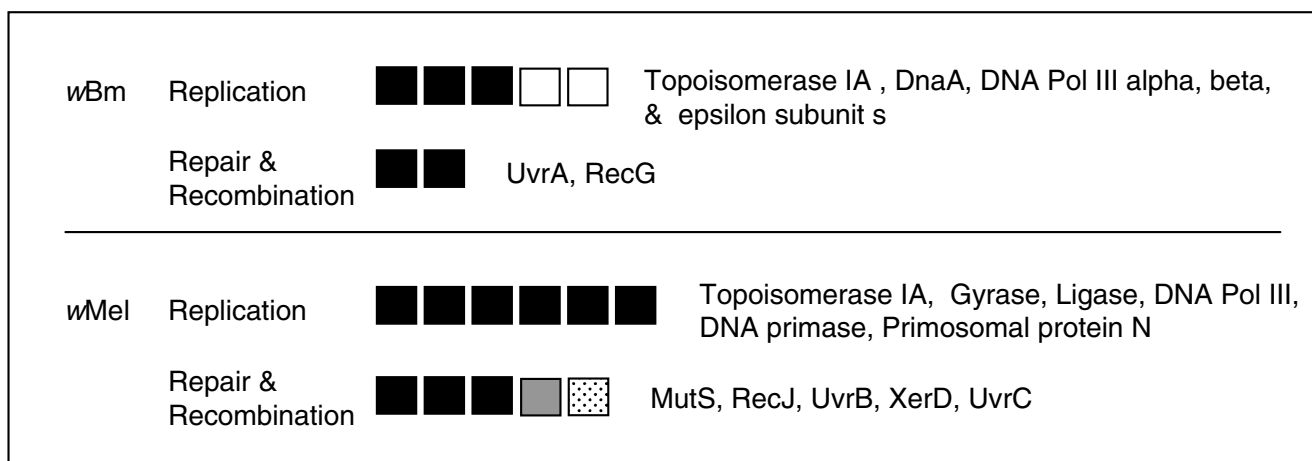 wBm Replication Topoisomerase IA , DnaA, DNA Pol III alpha, beta,
& epsilon subunit s
Repair &
Recombination UvrA, RecG
wMel Replication Topoisomerase IA, Gyrase, Ligase, DNA Pol III,
DNA primase, Primosomal protein N
Repair &
Recombination MutS, RecJ, UvrB, XerD, UvrC